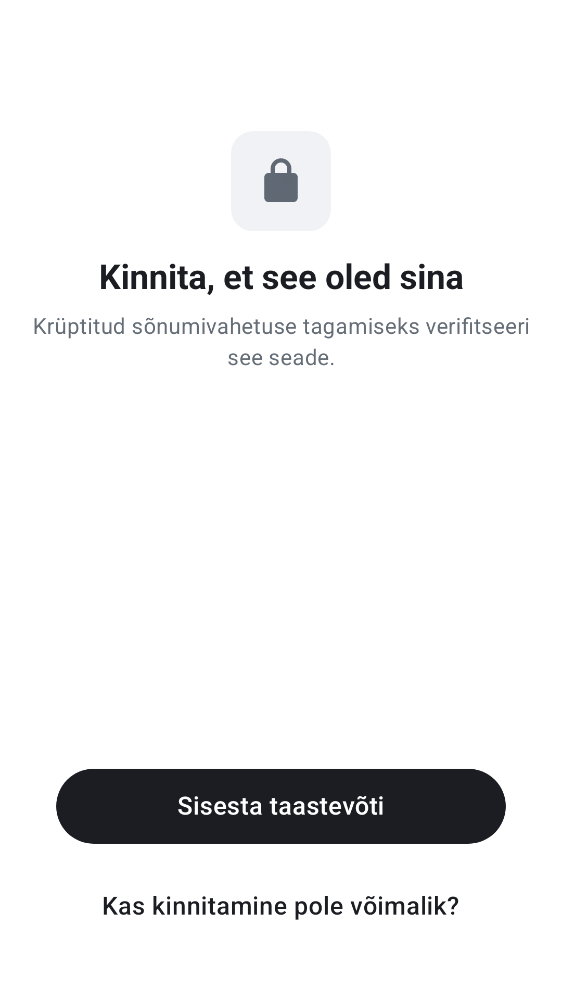 Kinnita, et see oled sina
Krüptitud sõnumivahetuse tagamiseks verifitseeri
see seade.
Sisesta taastevõti
Kas kinnitamine pole võimalik?